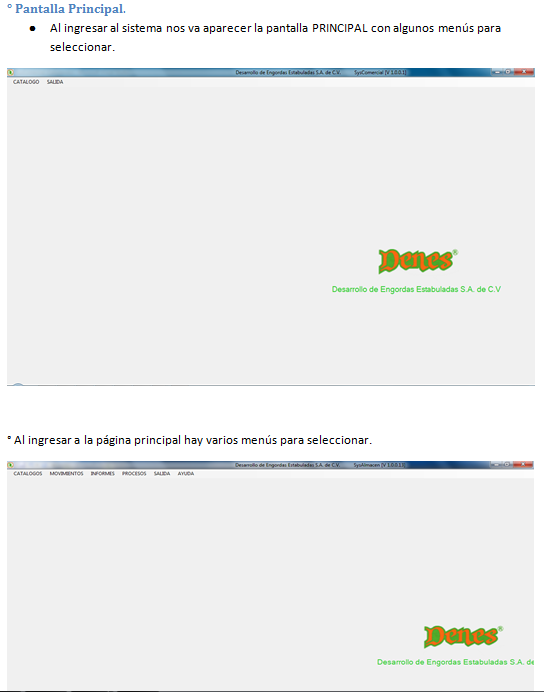 ° Pantalla Principal.
● Al ingresar al sistema nos va aparecer la pantalla PRINCIPAL con algunos menús para
seleccionar.
Desarrollo de Engordas Estabuladas S.A. de C.V. SysComercial [V 1.0.0.1]
CATALOGO SALIDA
Denes®
Desarrollo de Engordas Estabuladas S.A. de C.V
° Al ingresar a la página principal hay varios menús para seleccionar.
Desarrollo de Engordas Estabuladas S.A. de C.V. SysAlmacen [V 1.0.0.1]
CATALOGOS MOVIMIENTOS INFORMES PROCESOS SALIDA AYUDA
Denes®
Desarrollo de Engordas Estabuladas S.A. de